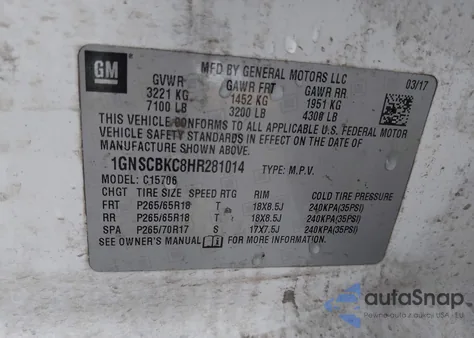 GM
MFD BY GENERAL MOTORS LLC
03/17
GVWR GAWR FRT GAWR RR
3221 KG 1452 KG 1951 KG
7100 LB 3200 LB 4300 LB
THIS VEHICLE CONFORMS TO ALL APPLICABLE U.S. FEDERAL MOTOR
VEHICLE SAFETY STANDARDS IN EFFECT ON THE DATE OF
MANUFACTURE SHOWN ABOVE.
1GNSCBKC8HR281014 TYPE: M.P.V.
MODEL: C15706
CHGT TIRE SIZE SPEED RTG RIM COLD TIRE PRESSURE
FRT P265/65R18 T 18X8.5J 240KPA(35PSI)
RR P265/65R18 T 18X8.5J 240KPA(35PSI)
SPA P265/70R17 S 17X7.5J 240KPA(35PSI)
SEE OWNER'S MANUAL FOR MORE INFORMATION.
autoSnap
Pewne auto z USA - EU